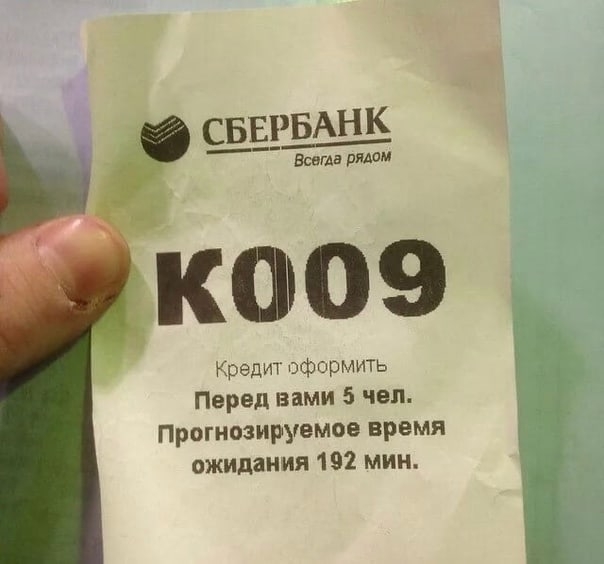 СБЕРБАНК
Всегда рядом
К009
Кредит оформить
Перед вами 5 чел.
Прогнозируемое время
ожидания 192 мин.